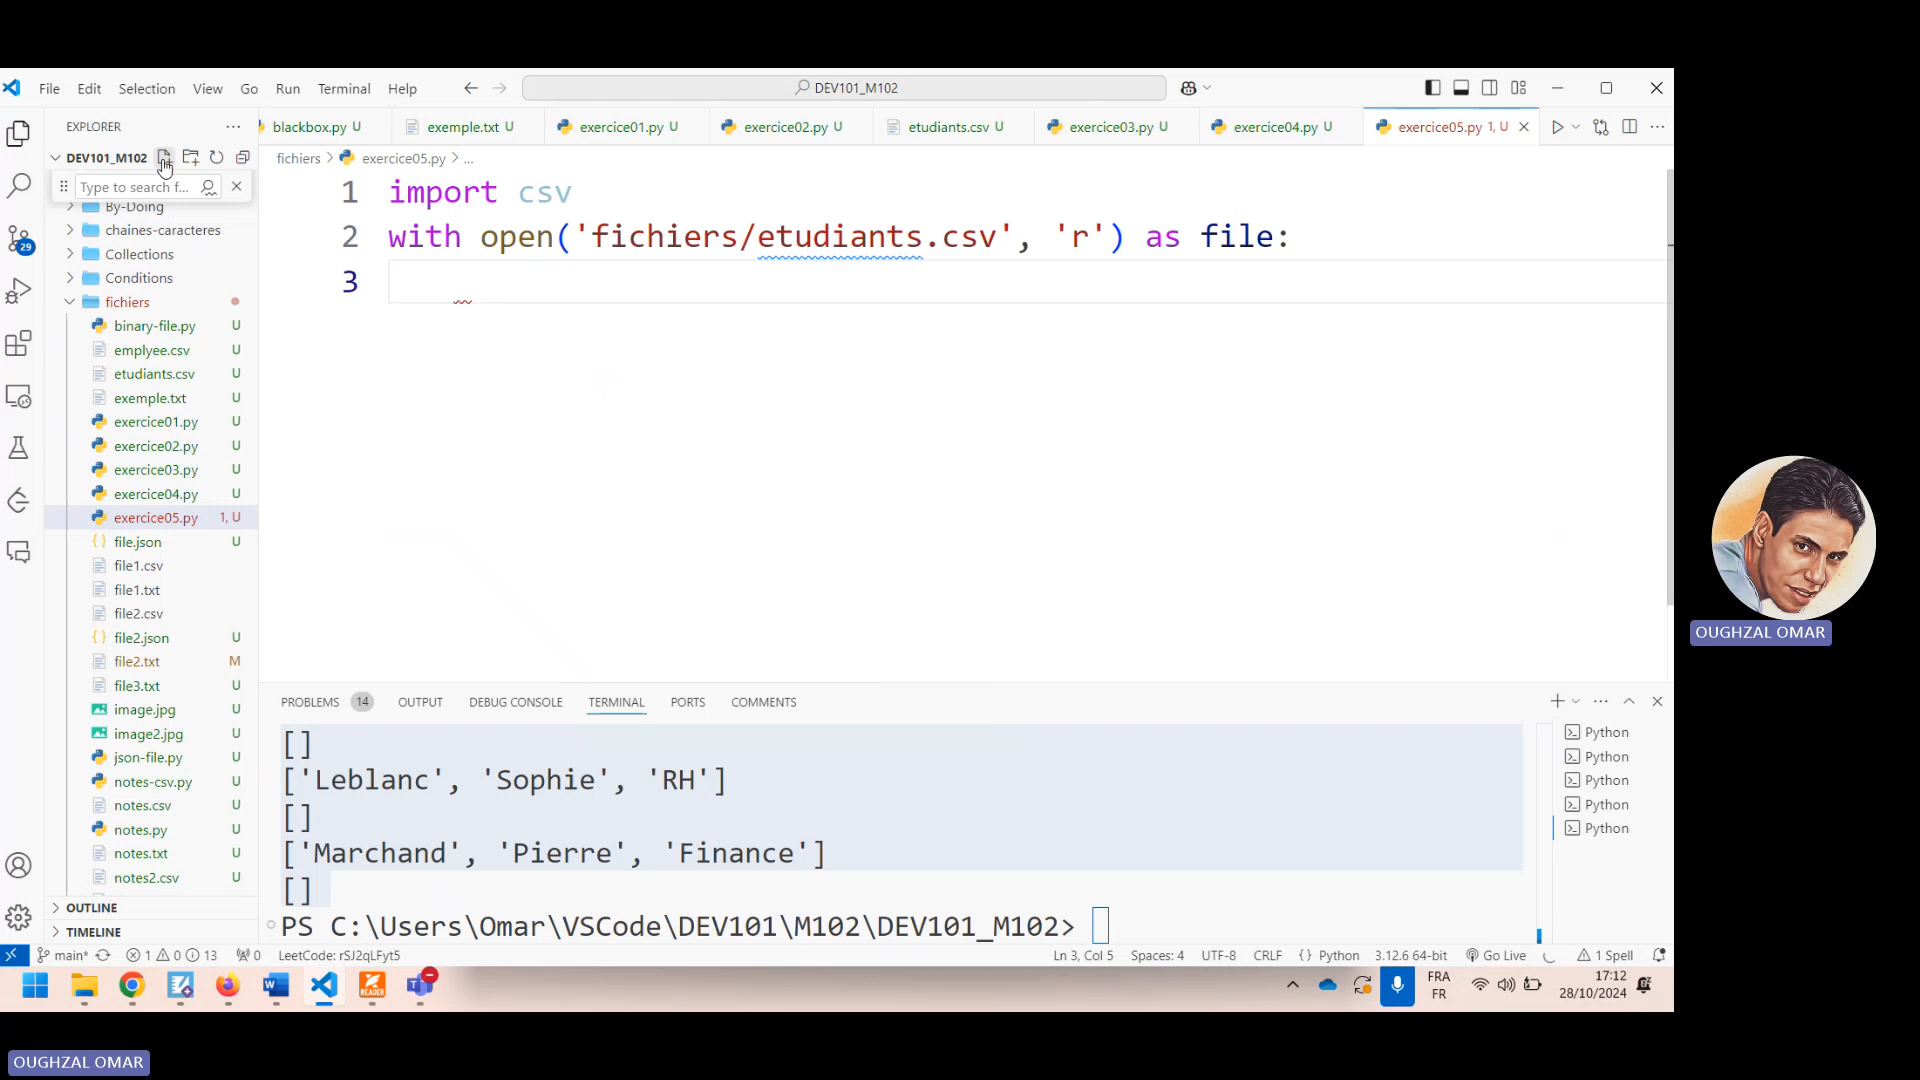 File Edit Selection View Go Run Terminal Help
DEV101_M102
EXPLORER
blackbox.py U
exemple.txt U
exercice01.py U
exercice02.py U
etudiants.csv U
exercice03.py U
exercice04.py U
exercice05.py 1, U
DEV101_M102
fichiers > exercice05.py > ...
Type to search f...
By-Doing
chaines-caracteres
Collections
Conditions
fichiers
binary-file.py U
emplyee.csv U
etudiants.csv U
exemple.txt U
exercice01.py U
exercice02.py U
exercice03.py U
exercice04.py U
exercice05.py 1, U
file.json U
file1.csv
file1.txt
file2.csv
file2.json U
file2.txt M
file3.txt U
image.jpg U
image2.jpg U
json-file.py U
notes-csv.py U
notes.csv U
notes.py U
notes.txt U
notes2.csv U
OUTLINE
TIMELINE
1 import csv
2 with open('fichiers/etudiants.csv', 'r') as file:
3
PROBLEMS 14 OUTPUT DEBUG CONSOLE TERMINAL PORTS COMMENTS
[]
['Leblanc', 'Sophie', 'RH']
[]
['Marchand', 'Pierre', 'Finance']
[]
PS C:\Users\Omar\VSCode\DEV101\M102\DEV101_M102>
Python
Python
Python
Python
Python
29
main* 1 0 13 0 LeetCode: rSJ2qLFyt5 Ln 3, Col 5 Spaces: 4 UTF-8 CRLF {} Python 3.12.6 64-bit Go Live 1 Spell
READER
FRA
FR
17:12
28/10/2024
OUGHZAL OMAR
OUGHZAL OMAR